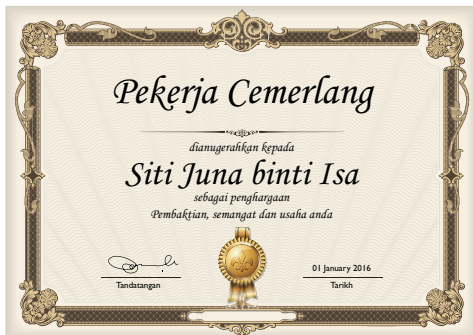 Pekerja Cemerlang
dianugerahkan kepada
Siti Juna binti Isa
sebagai penghargaan
Pembaktian, semangat dan usaha anda
01 January 2016
Tandatangan
Tarikh